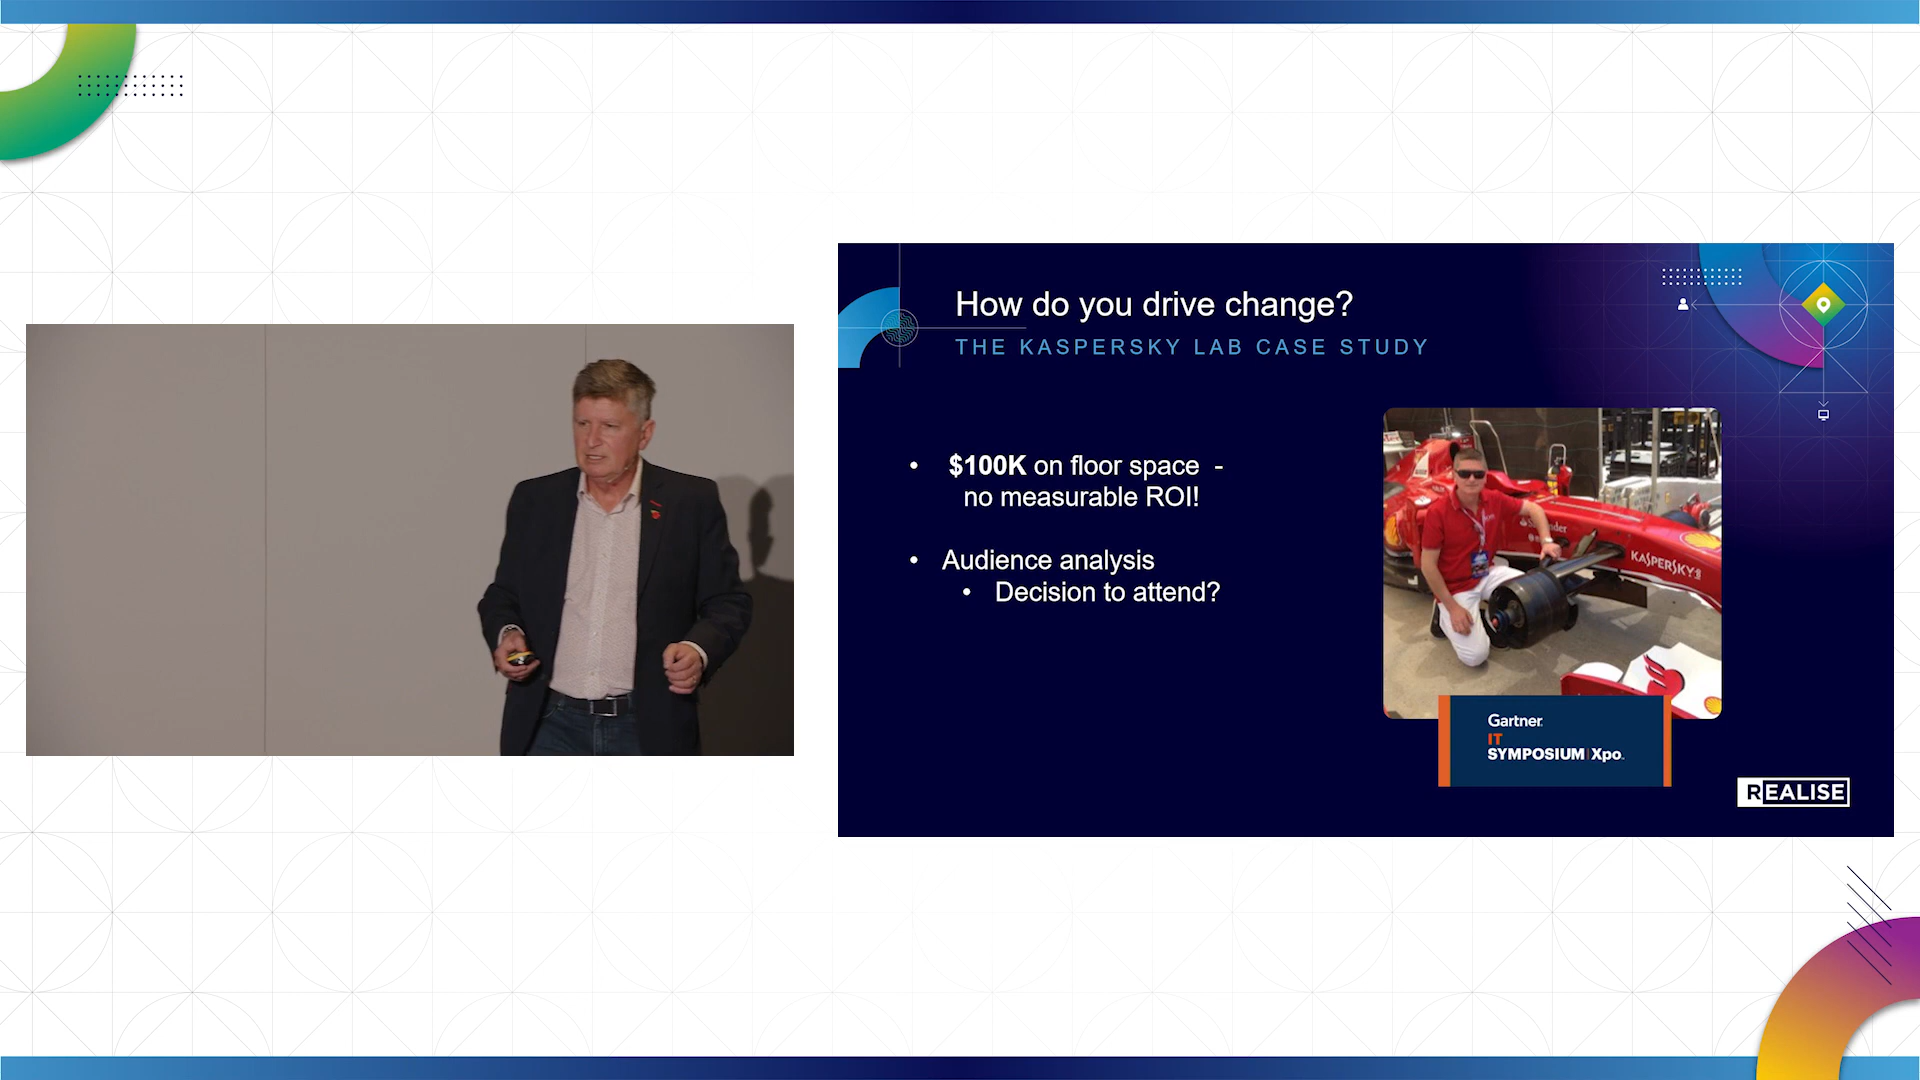 How do you drive change?
THE KASPERSKY LAB CASE STUDY
• $100K on floor space -
no measurable ROI!
• Audience analysis
• Decision to attend?
Santander
KASPERSKY
Gartner
IT
SYMPOSIUM Xpo
REALISE